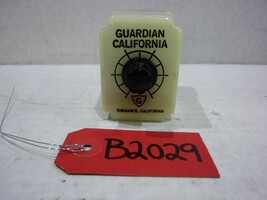 GUARDIAN
CALIFORNIA
G
TORRANCE, CALIFORNIA
B2029